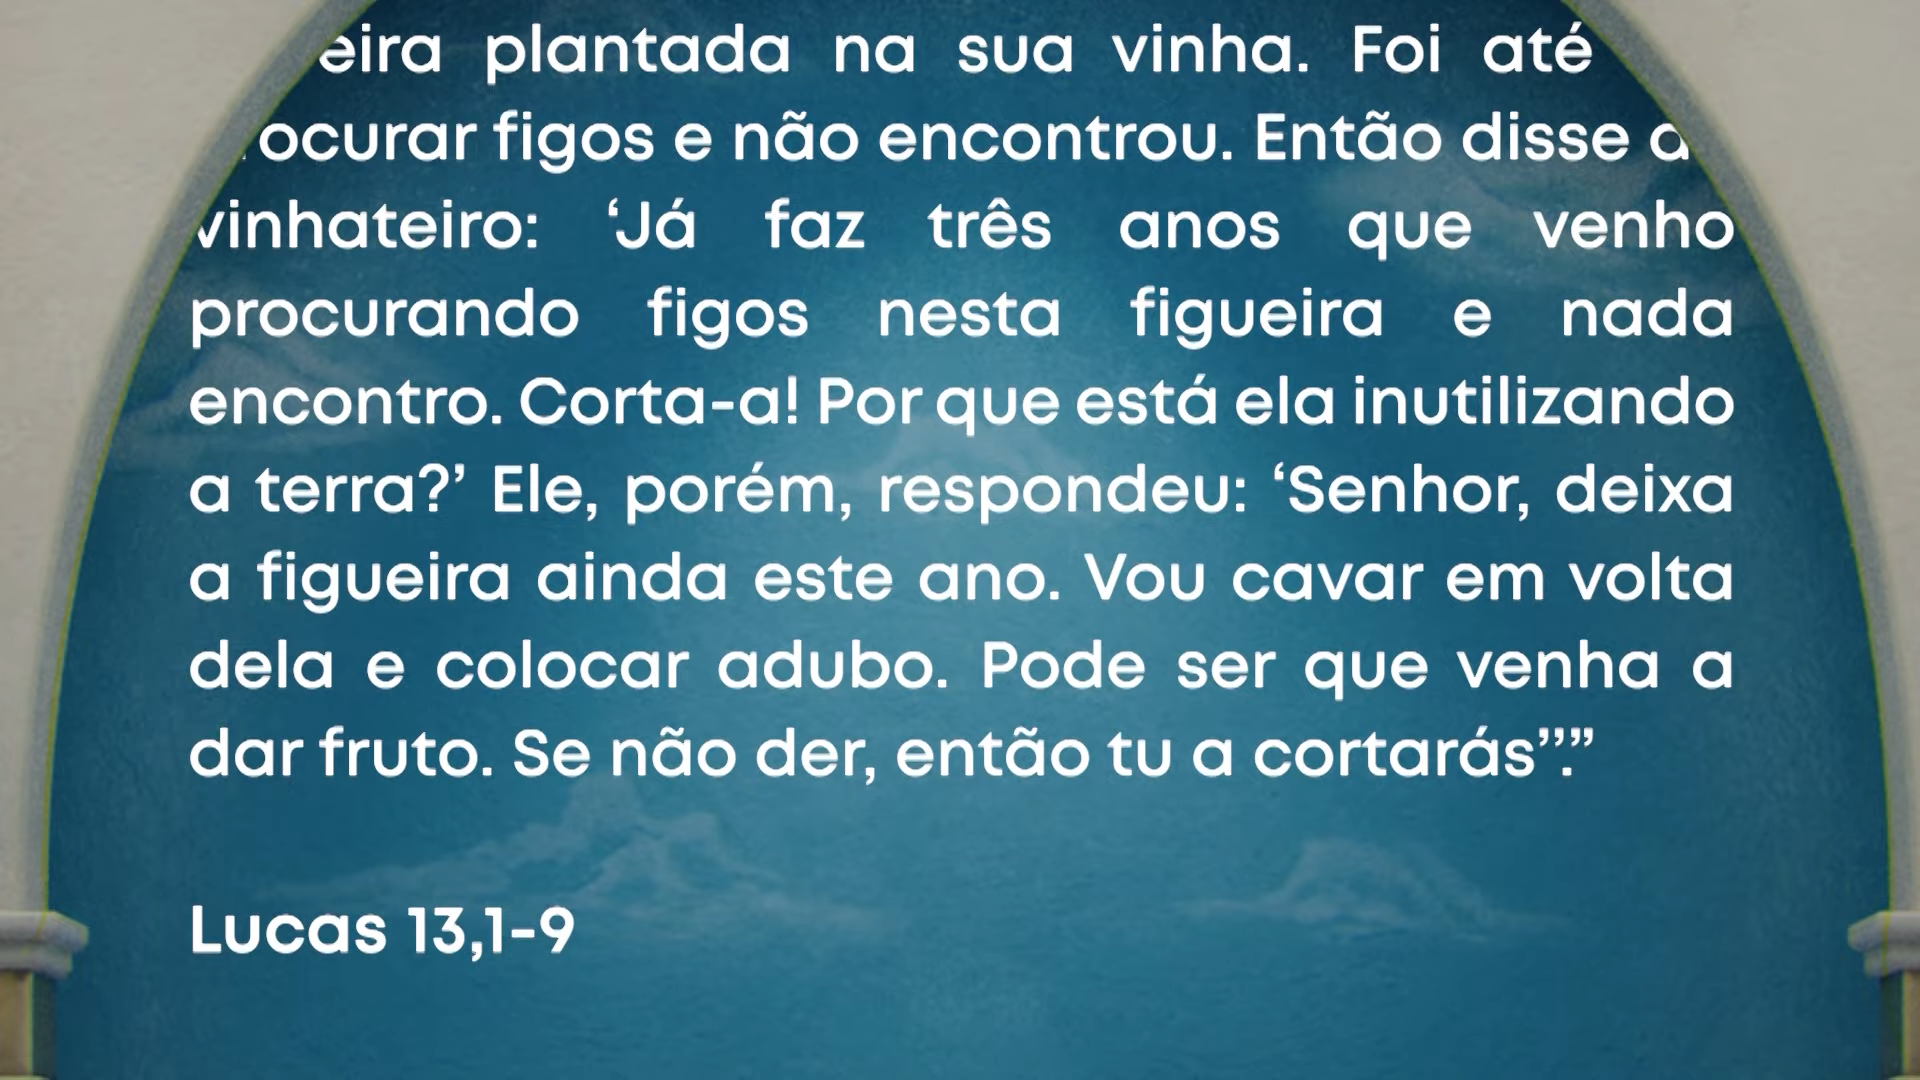 eira plantada na sua vinha. Foi até
ocurar figos e não encontrou. Então disse a
vinhateiro: ‘Já faz três anos que venho
procurando figos nesta figueira e nada
encontro. Corta-a! Por que está ela inutilizando
a terra?’ Ele, porém, respondeu: ‘Senhor, deixa
a figueira ainda este ano. Vou cavar em volta
dela e colocar adubo. Pode ser que venha a
dar fruto. Se não der, então tu a cortarás’’.”
Lucas 13,1-9